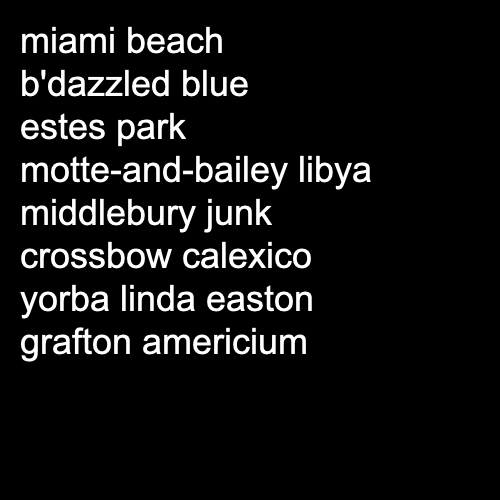 miami beach
b'dazzled blue
estes park
motte-and-bailey libya
middlebury junk
crossbow calexico
yorba linda easton
grafton americium